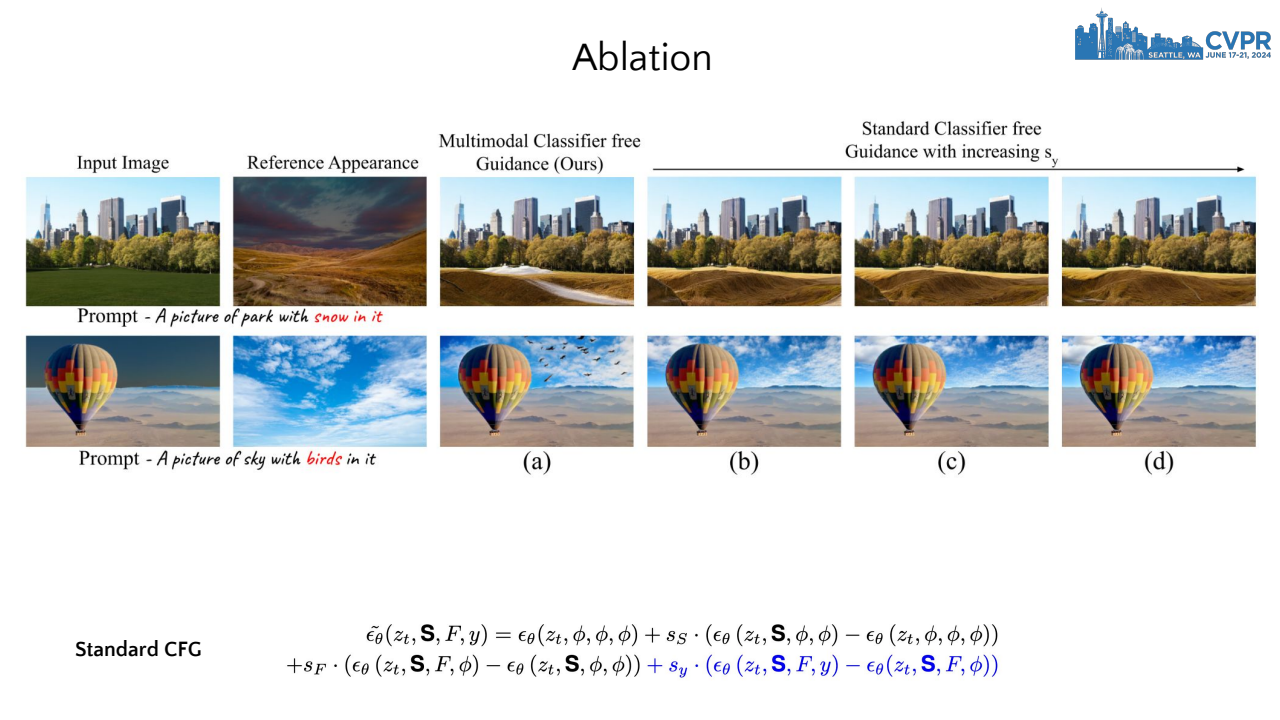 Ablation
SEATTLE, WA
CVPR
JUNE 17-21, 2024
Input Image
Reference Appearance
Multimodal Classifier free
Guidance (Ours)
Standard Classifier free
Guidance with increasing s_y
Prompt - A picture of park with snow in it
Prompt - A picture of sky with birds in it
(a)
(b)
(c)
(d)
Standard CFG
ϵ̃_θ(z_t, S, F, y) = ϵ_θ(z_t, ϕ, ϕ, ϕ) + s_S · (ϵ_θ (z_t, S, ϕ, ϕ) − ϵ_θ (z_t, ϕ, ϕ, ϕ))
+s_F · (ϵ_θ (z_t, S, F, ϕ) − ϵ_θ (z_t, S, ϕ, ϕ)) + s_y · (ϵ_θ (z_t, S, F, y) − ϵ_θ(z_t, S, F, ϕ))